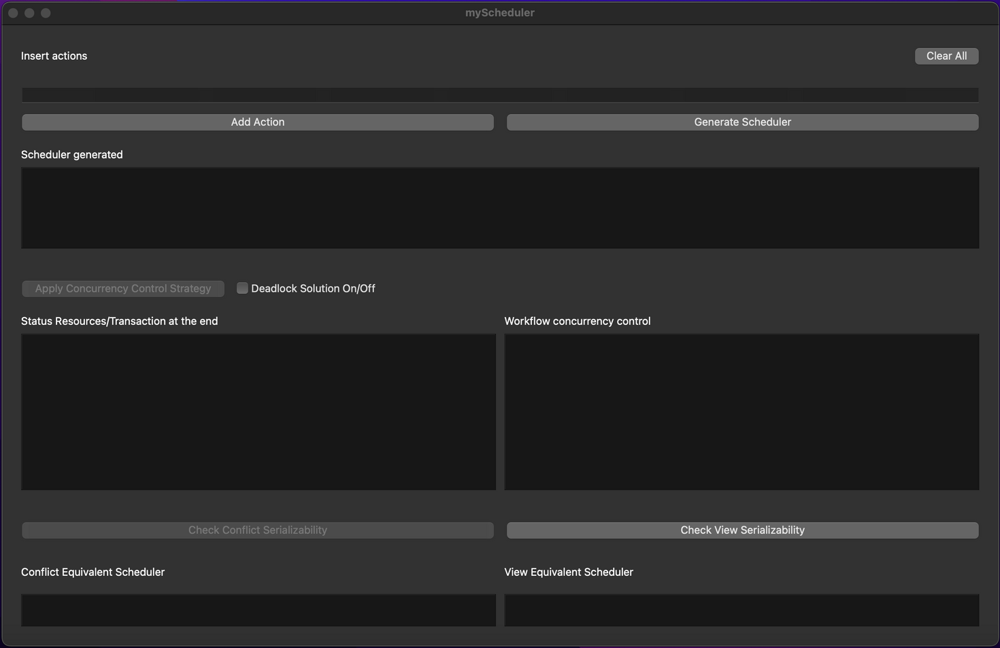 myScheduler
Insert actions
Clear All
Add Action
Generate Scheduler
Scheduler generated
Apply Concurrency Control Strategy
Deadlock Solution On/Off
Status Resources/Transaction at the end
Workflow concurrency control
Check Conflict Serializability
Check View Serializability
Conflict Equivalent Scheduler
View Equivalent Scheduler